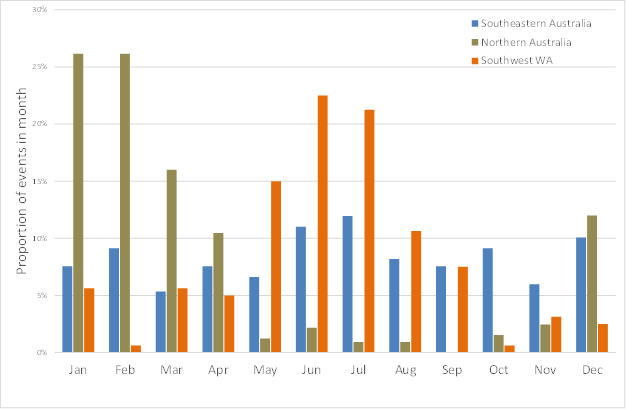 30%
Southeastern Australia
Northern Australia
Southwest WA
25%
20%
15%
10%
5%
0%
Proportion of events in month
Jan Feb Mar Apr May Jun Jul Aug Sep Oct Nov Dec